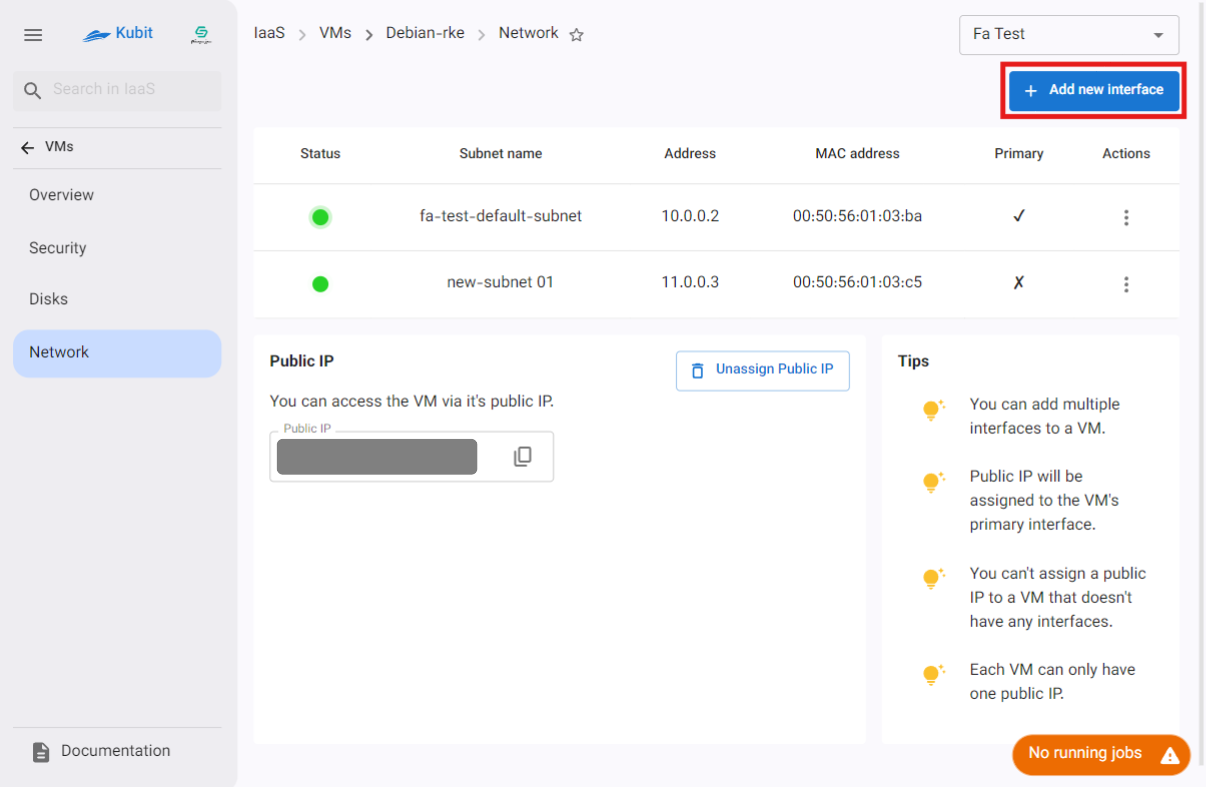 Kubit
IaaS > VMs > Debian-rke > Network
Fa Test
Search in IaaS
+ Add new interface
VMs
Overview
Security
Disks
Network
Status Subnet name Address MAC address Primary Actions
fa-test-default-subnet 10.0.0.2 00:50:56:01:03:ba ✓
new-subnet 01 11.0.0.3 00:50:56:01:03:c5 ✗
Public IP
Unassign Public IP
You can access the VM via it's public IP.
Public IP
Tips
You can add multiple
interfaces to a VM.
Public IP will be
assigned to the VM's
primary interface.
You can't assign a public
IP to a VM that doesn't
have any interfaces.
Each VM can only have
one public IP.
Documentation
No running jobs